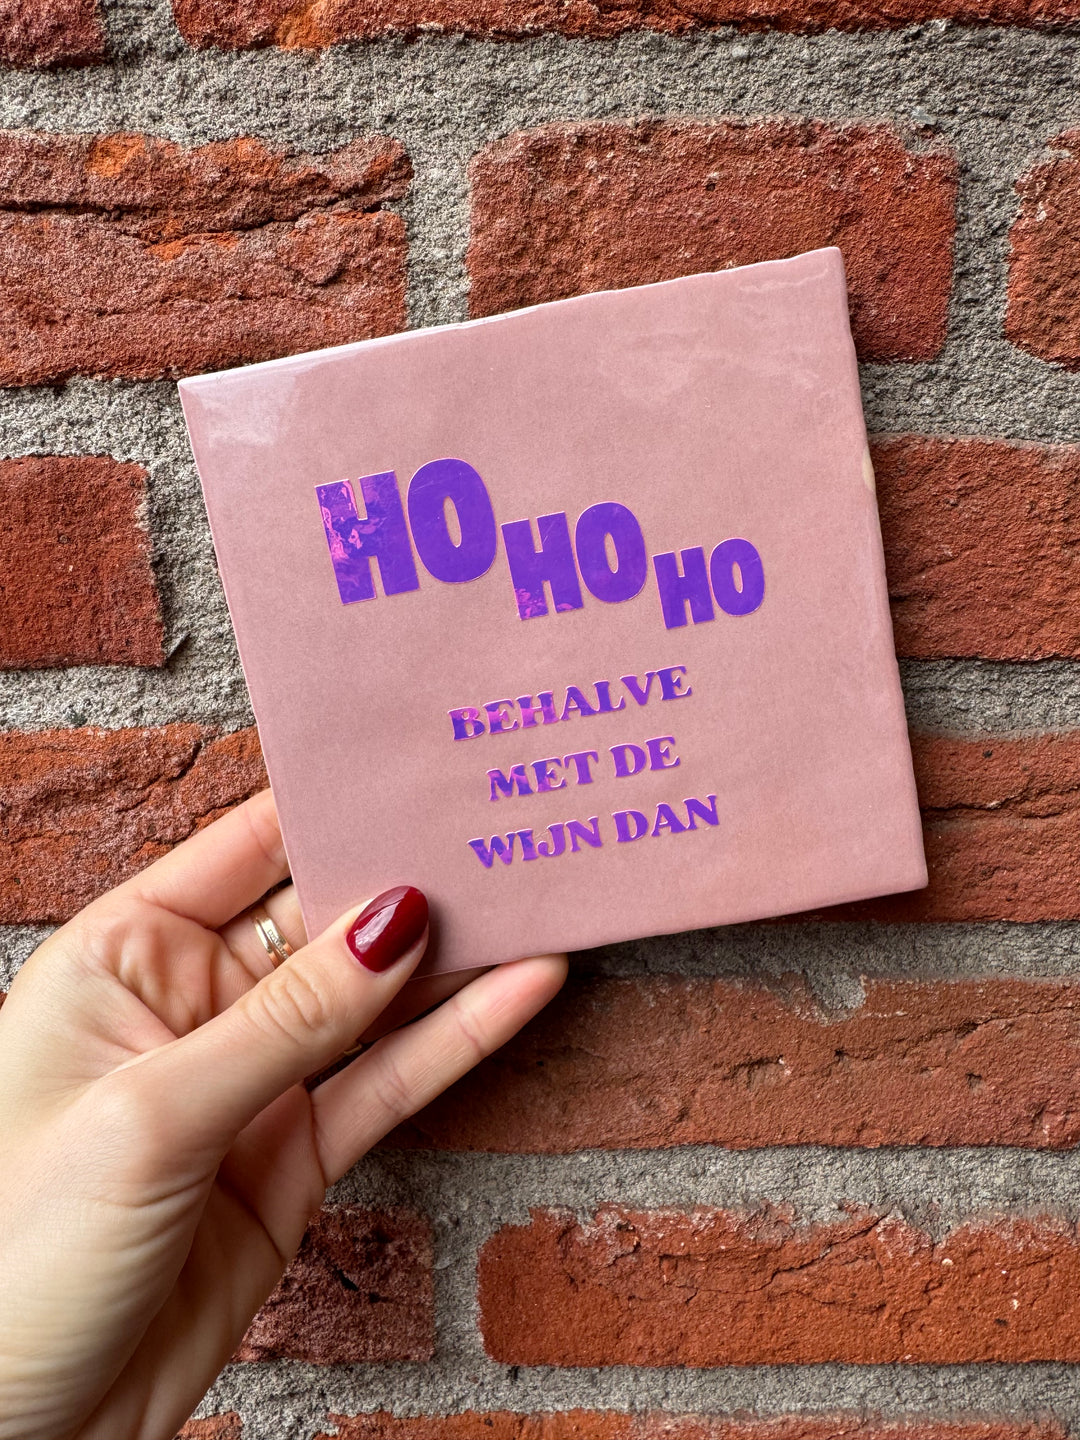 HO HO HO
BEHALVE
MET DE
WIJN DAN